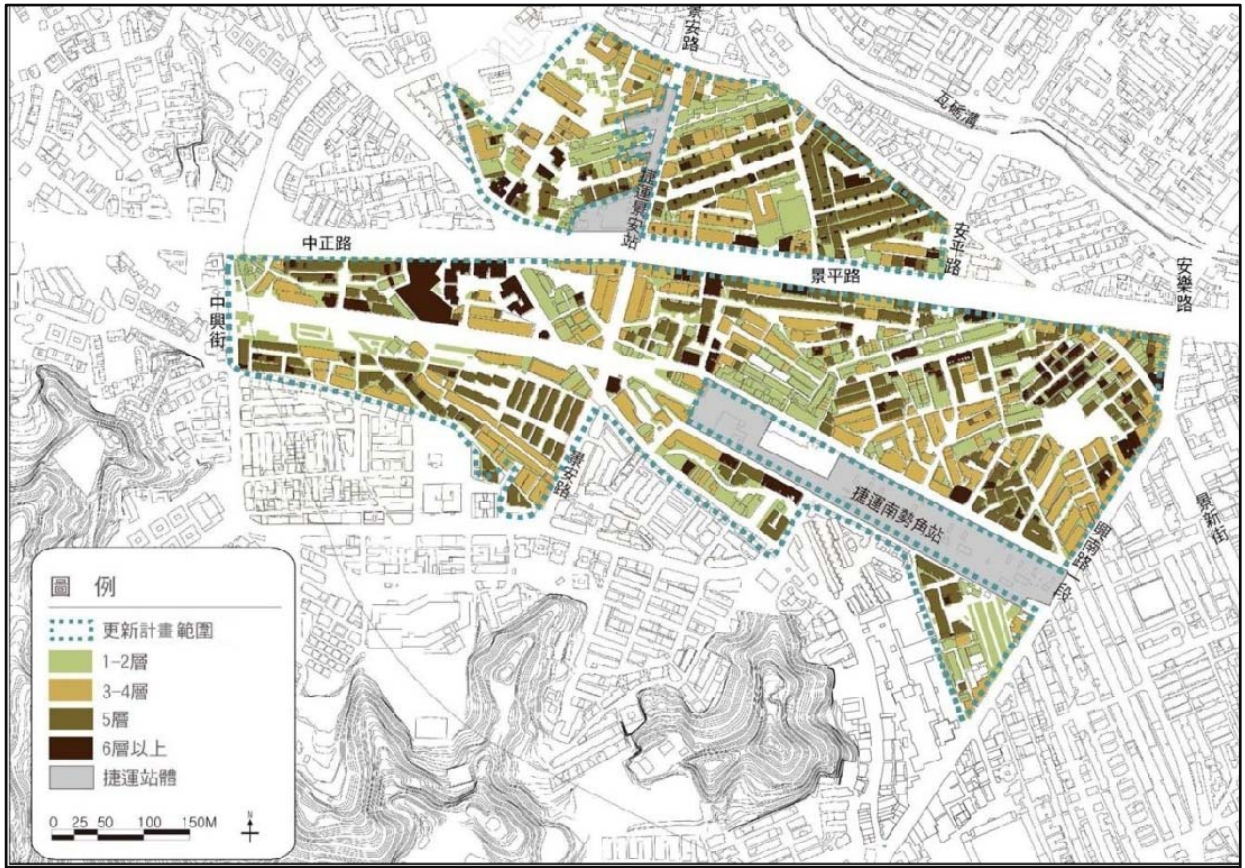 景安路
瓦磘溝
捷運景安站
安平路
中正路
景平路
安樂路
中興街
景安路
捷運南勢角站
興南路一段
景新街
圖 例
更新計畫範圍
1-2層
3-4層
5層
6層以上
捷運站體
0 25 50 100 150M
N